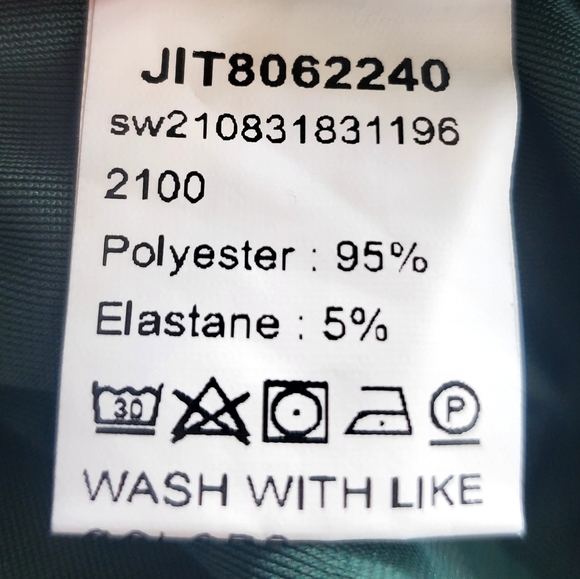 JIT8062240
sw210831831196
2100
Polyester : 95%
Elastane : 5%
30 P
WASH WITH LIKE